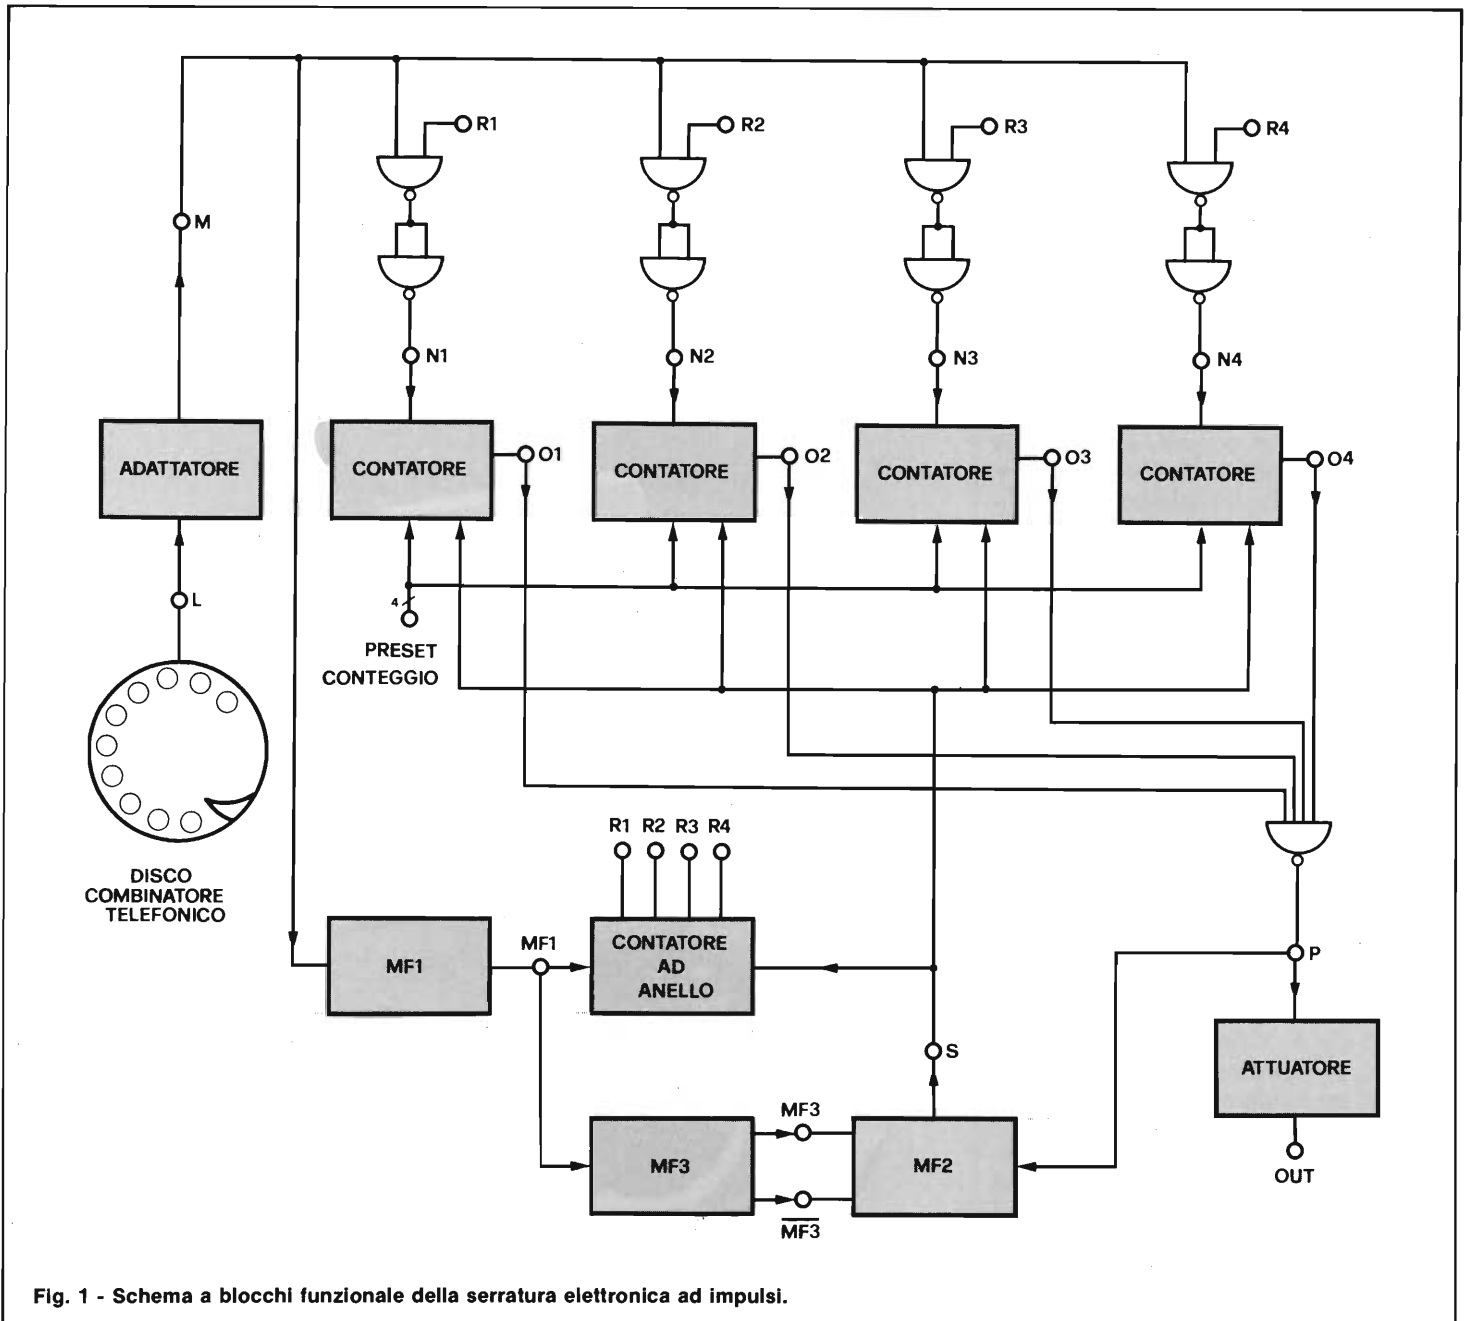 R1
R2
R3
R4
M
N1
N2
N3
N4
ADATTATORE
CONTATORE
O1
CONTATORE
O2
CONTATORE
O3
CONTATORE
O4
L
4
PRESET
CONTEGGIO
DISCO
COMBINATORE
TELEFONICO
R1 R2 R3 R4
MF1
MF1
CONTATORE
AD
ANELLO
P
S
ATTUATORE
OUT
MF3
MF3
MF2
MF3
Fig. 1 - Schema a blocchi funzionale della serratura elettronica ad impulsi.